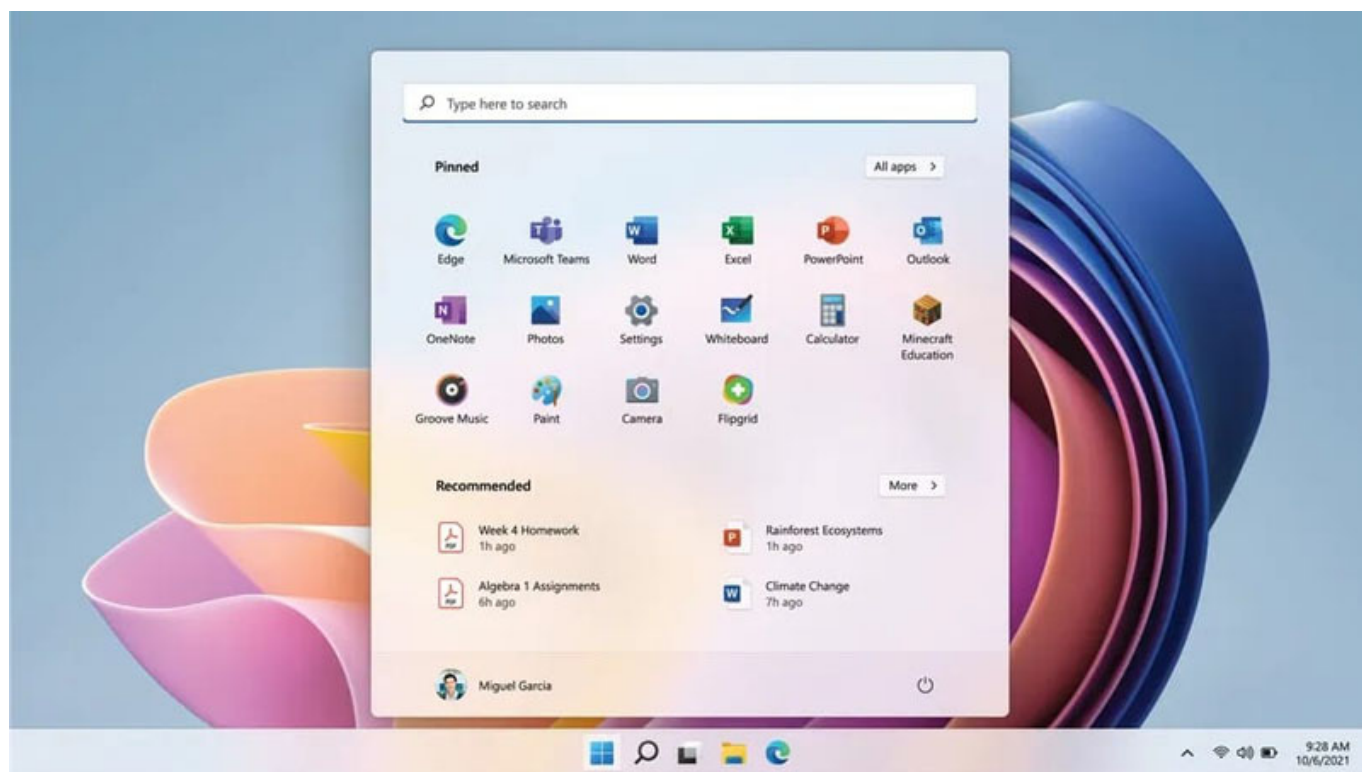 Type here to search
Pinned
All apps >
Edge
Microsoft Teams
Word
Excel
PowerPoint
Outlook
OneNote
Photos
Settings
Whiteboard
Calculator
Minecraft
Education
Groove Music
Paint
Camera
Flipgrid
Recommended
More >
Week 4 Homework
1h ago
Rainforest Ecosystems
1h ago
Algebra 1 Assignments
6h ago
Climate Change
7h ago
Miguel Garcia
9:28 AM
10/6/2021